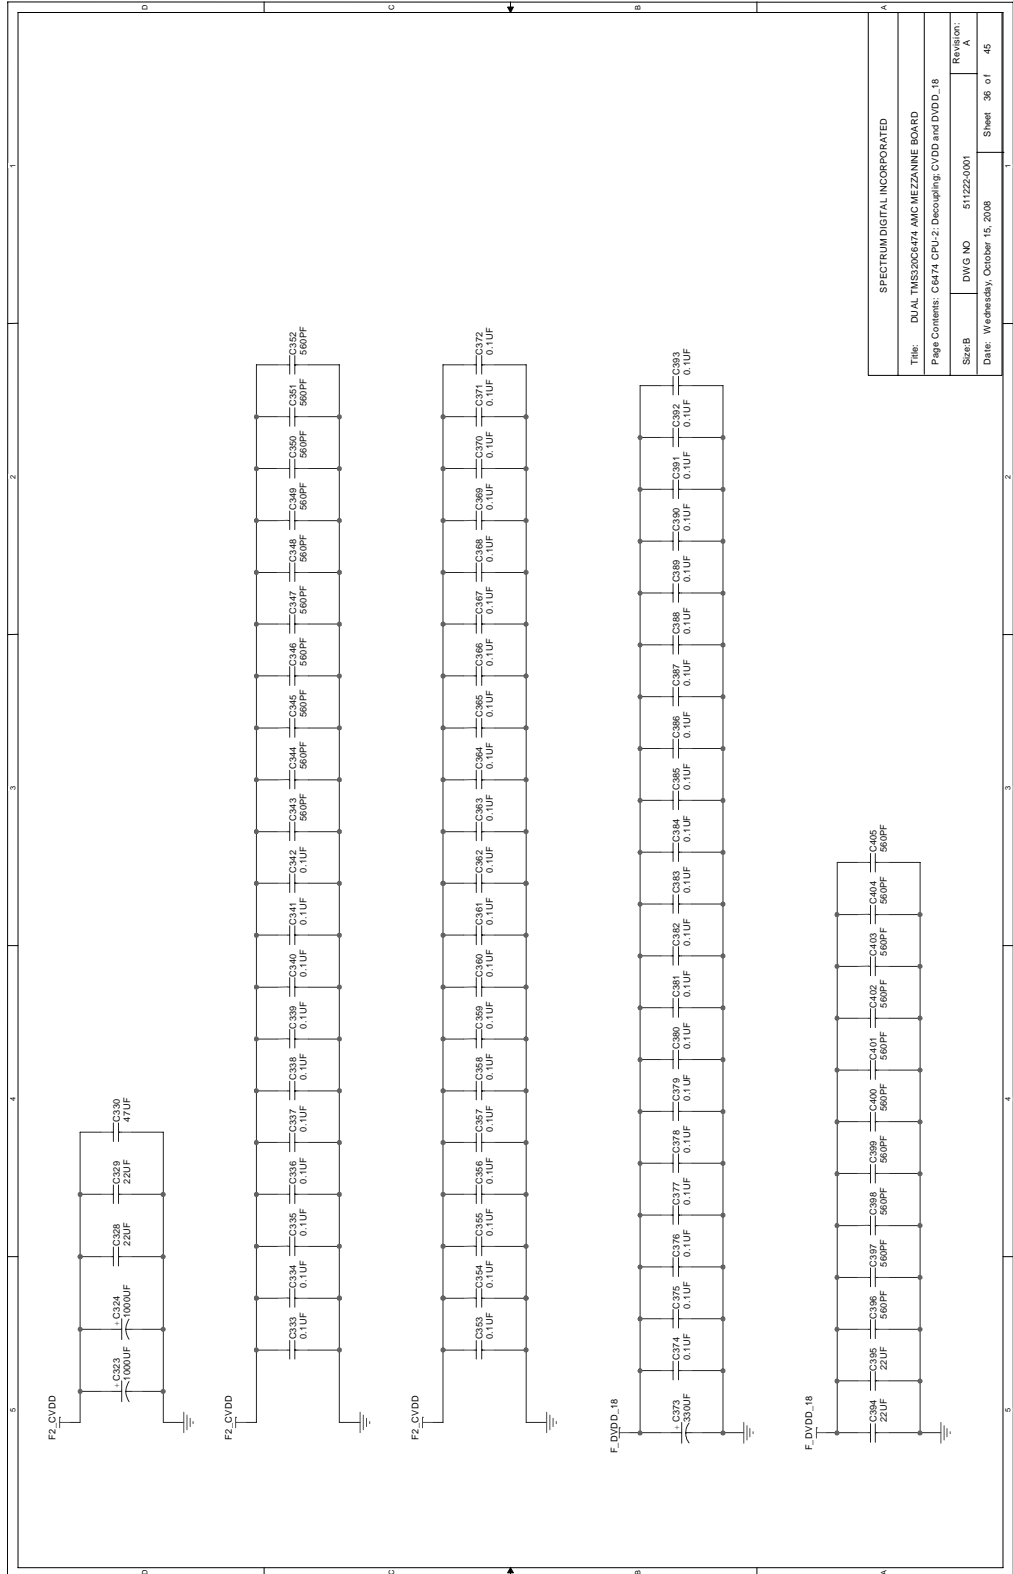 5
4
3
2
1
D
C
B
A
F2_CVDD
+
C323
1000UF
+
C324
1000UF
C328
22UF
C329
22UF
C330
47UF
F2_CVDD
C333
0.1UF
C334
0.1UF
C335
0.1UF
C336
0.1UF
C337
0.1UF
C338
0.1UF
C339
0.1UF
C340
0.1UF
C341
0.1UF
C342
0.1UF
C343
560PF
C344
560PF
C345
560PF
C346
560PF
C347
560PF
C348
560PF
C349
560PF
C350
560PF
C351
560PF
C352
560PF
F2_CVDD
C353
0.1UF
C354
0.1UF
C355
0.1UF
C356
0.1UF
C357
0.1UF
C358
0.1UF
C359
0.1UF
C360
0.1UF
C361
0.1UF
C362
0.1UF
C363
0.1UF
C364
0.1UF
C365
0.1UF
C366
0.1UF
C367
0.1UF
C368
0.1UF
C369
0.1UF
C370
0.1UF
C371
0.1UF
C372
0.1UF
F_DVDD_18
+
C373
330UF
C374
0.1UF
C375
0.1UF
C376
0.1UF
C377
0.1UF
C378
0.1UF
C379
0.1UF
C380
0.1UF
C381
0.1UF
C382
0.1UF
C383
0.1UF
C384
0.1UF
C385
0.1UF
C386
0.1UF
C387
0.1UF
C388
0.1UF
C389
0.1UF
C390
0.1UF
C391
0.1UF
C392
0.1UF
C393
0.1UF
F_DVDD_18
C394
22UF
C395
22UF
C396
560PF
C397
560PF
C398
560PF
C399
560PF
C400
560PF
C401
560PF
C402
560PF
C403
560PF
C404
560PF
C405
560PF
SPECTRUM DIGITAL INCORPORATED
Title: DUAL TMS320C6474 AMC MEZZANINE BOARD
Page Contents: C6474 CPU-2: Decoupling; CVDD and DVDD_18
Size:B DWG NO 511222-0001 Revision: A
Date: Wednesday, October 15, 2008 Sheet 36 of 45
5
4
3
2
1
D
C
B
A